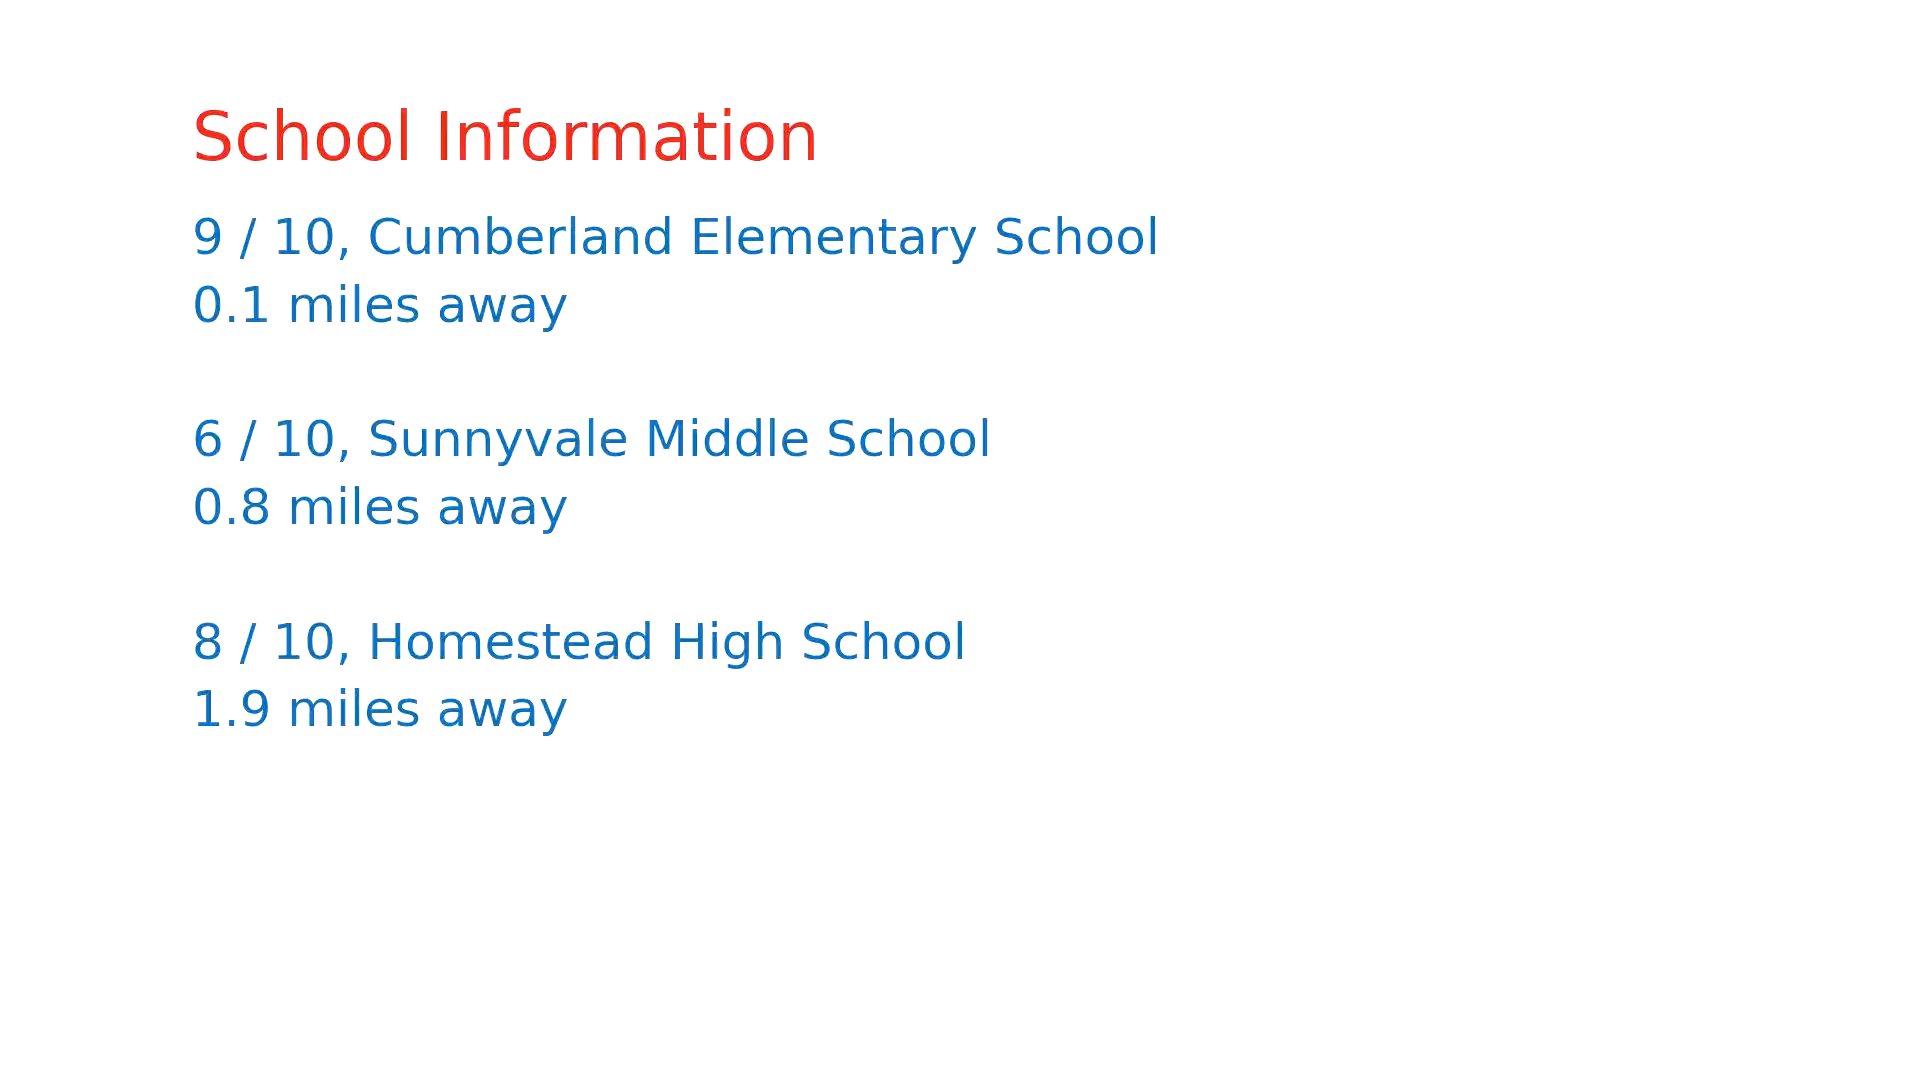 School Information
9 / 10, Cumberland Elementary School
0.1 miles away
6 / 10, Sunnyvale Middle School
0.8 miles away
8 / 10, Homestead High School
1.9 miles away